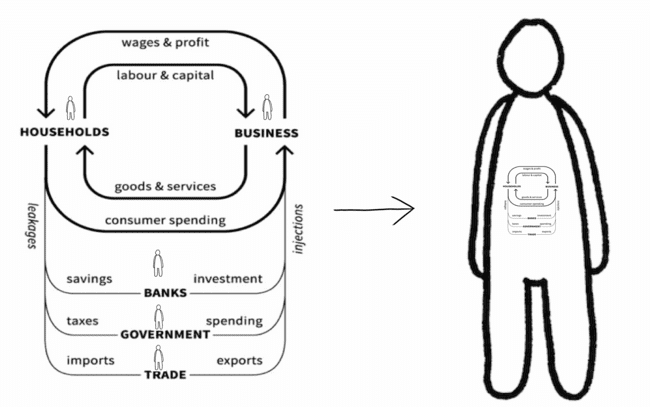 wages & profit
labour & capital
HOUSEHOLDS
BUSINESS
goods & services
consumer spending
leakages
injections
savings
investment
BANKS
taxes
spending
GOVERNMENT
imports
exports
TRADE